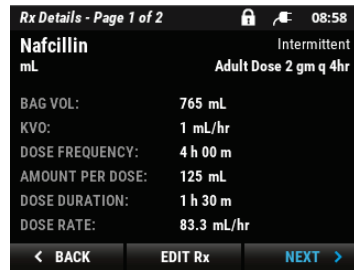 Rx Details - Page 1 of 2 08:58
Nafcillin Intermittent
mL Adult Dose 2 gm q 4hr
BAG VOL: 765 mL
KVO: 1 mL/hr
DOSE FREQUENCY: 4 h 00 m
AMOUNT PER DOSE: 125 mL
DOSE DURATION: 1 h 30 m
DOSE RATE: 83.3 mL/hr
< BACK EDIT Rx NEXT >